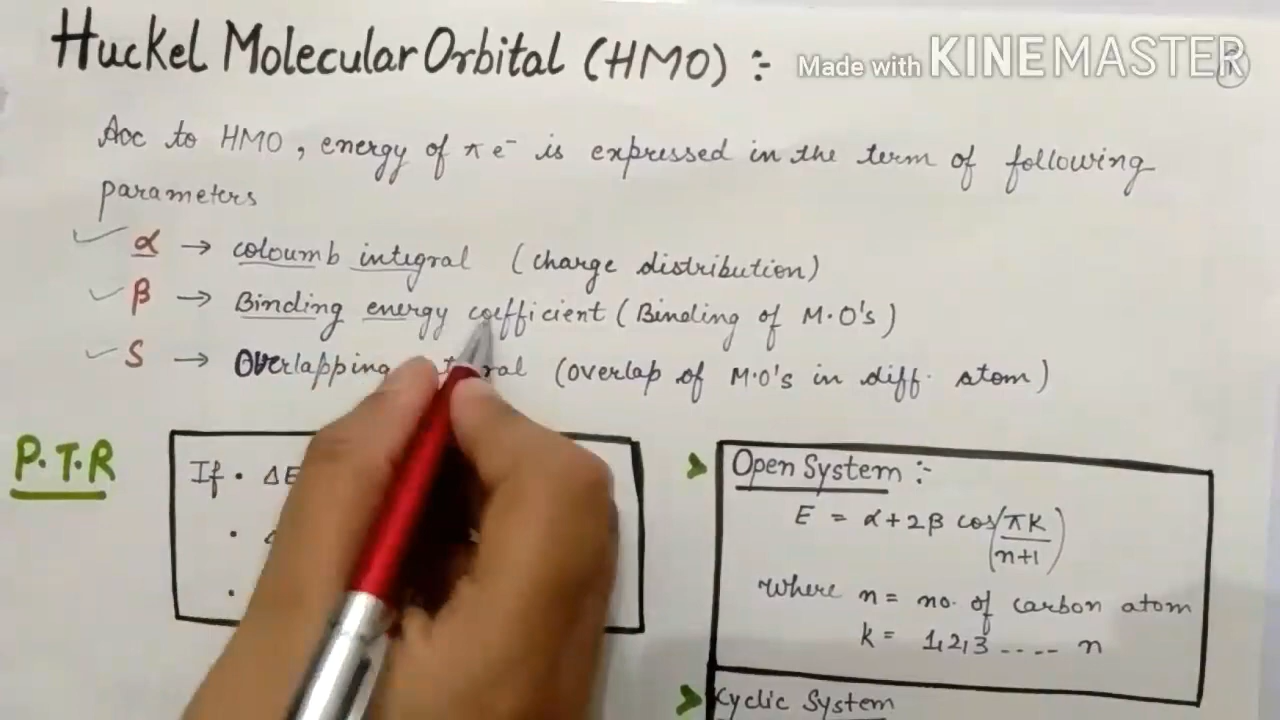 Huckel Molecular Orbital (HMO) :-
Made with KINEMASTER
Acc to HMO, energy of π e⁻ is expressed in the term of following
parameters
α → coloumb integral (charge distribution)
β → Binding energy coefficient (Binding of M.O's)
S → Overlapping (overlap of M.O's in diff. atom)
P.T.R
If • ΔE
Open System :-
E = α + 2β cos(πk/n+1)
where n = no. of carbon atom
k = 1,2,3 ---- n
Cyclic System